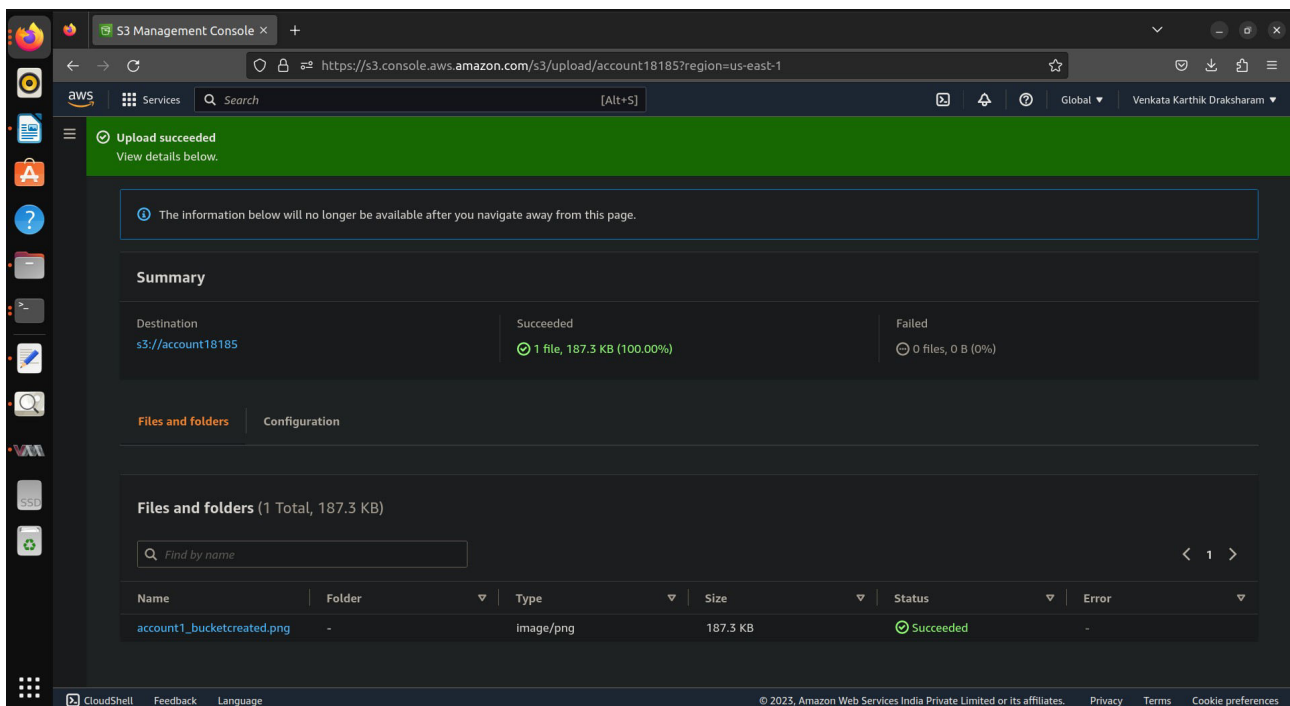 S3 Management Console
https://s3.console.aws.amazon.com/s3/upload/account18185?region=us-east-1
aws Services Search [Alt+S] Global Venkata Karthik Draksharam
Upload succeeded
View details below.
The information below will no longer be available after you navigate away from this page.
Summary
Destination Succeeded Failed
s3://account18185 1 file, 187.3 KB (100.00%) 0 files, 0 B (0%)
Files and folders Configuration
SSD
Files and folders (1 Total, 187.3 KB)
Find by name 1
Name Folder Type Size Status Error
account1_bucketcreated.png - image/png 187.3 KB Succeeded -
CloudShell Feedback Language © 2023, Amazon Web Services India Private Limited or its affiliates. Privacy Terms Cookie preferences